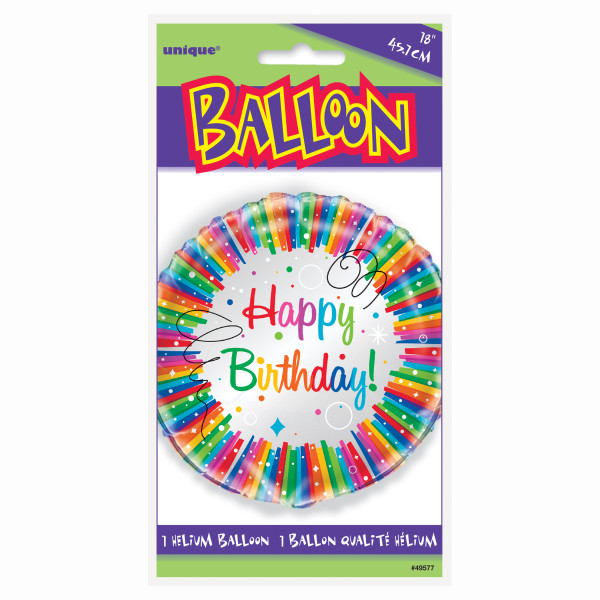 unique®
18"
45.7CM
BALLOON
Happy
Birthday!
1 HELIUM BALLOON 1 BALLON QUALITÉ HÉLIUM
#49577